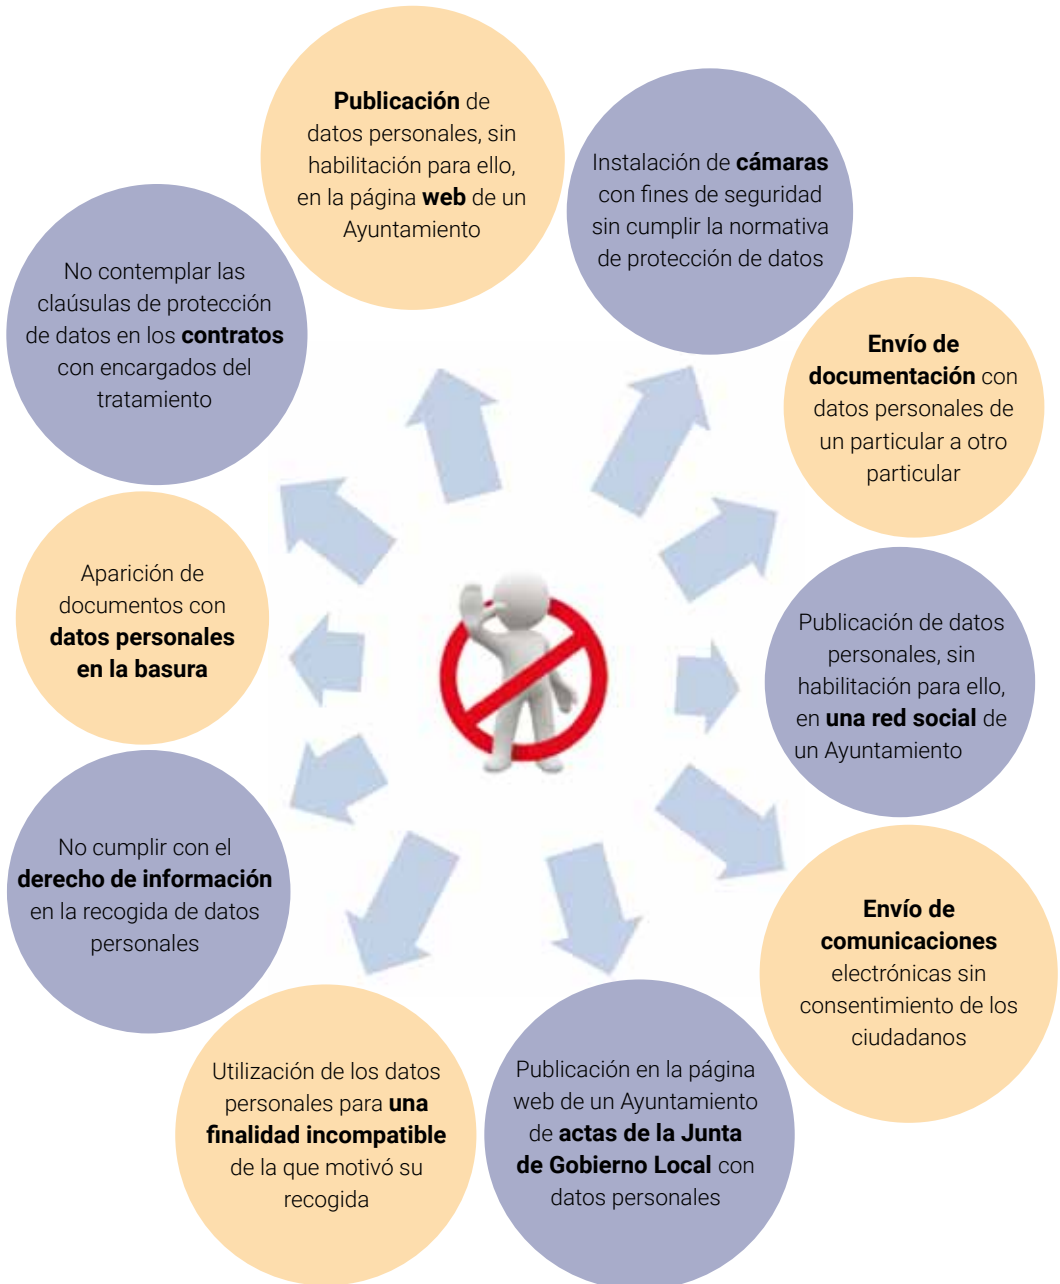 Publicación de
datos personales, sin
habilitación para ello,
en la página web de un
Ayuntamiento
Instalación de cámaras
con fines de seguridad
sin cumplir la normativa
de protección de datos
Envío de
documentación con
datos personales de
un particular a otro
particular
Publicación de datos
personales, sin
habilitación para ello,
en una red social de
un Ayuntamiento
Envío de
comunicaciones
electrónicas sin
consentimiento de los
ciudadanos
Publicación en la página
web de un Ayuntamiento
de actas de la Junta
de Gobierno Local con
datos personales
Utilización de los datos
personales para una
finalidad incompatible
de la que motivó su
recogida
No cumplir con el
derecho de información
en la recogida de datos
personales
Aparición de
documentos con
datos personales
en la basura
No contemplar las
claúsulas de protección
de datos en los contratos
con encargados del
tratamiento